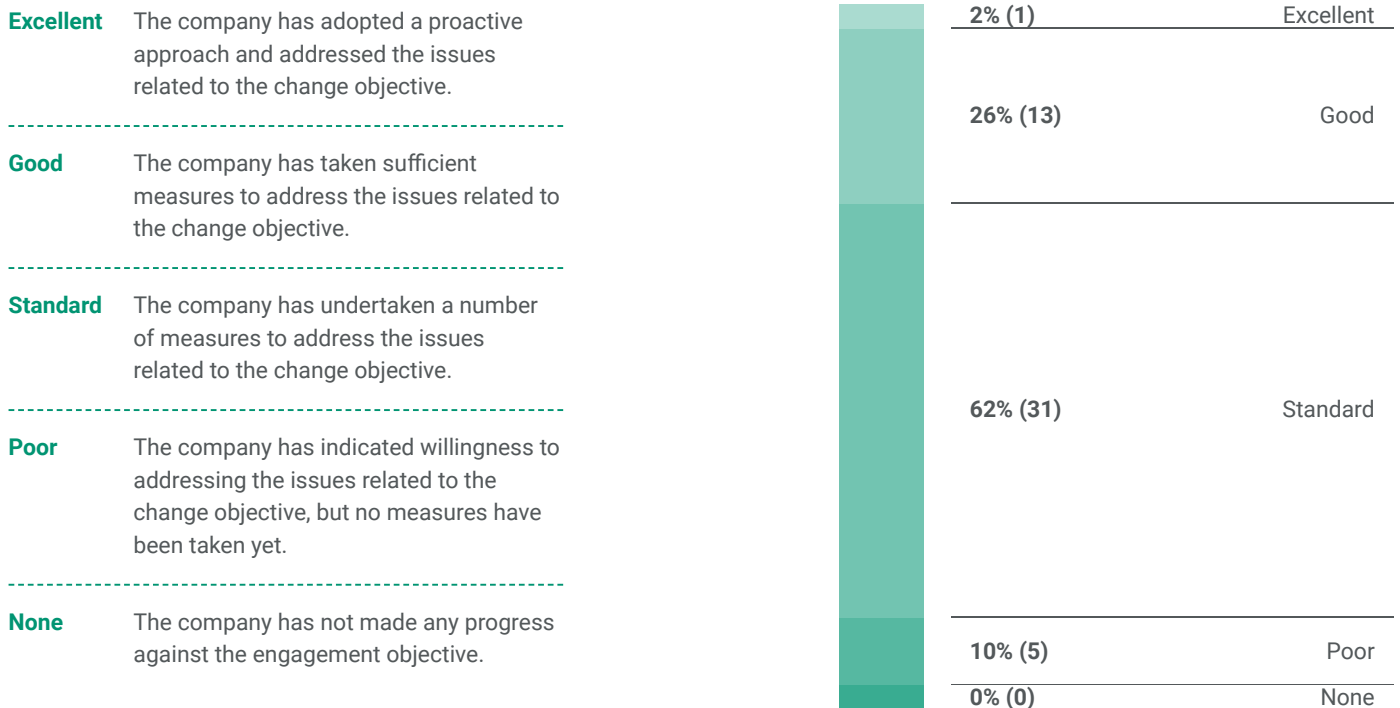 Excellent The company has adopted a proactive
approach and addressed the issues
related to the change objective.
Good The company has taken sufficient
measures to address the issues related to
the change objective.
Standard The company has undertaken a number
of measures to address the issues
related to the change objective.
Poor The company has indicated willingness to
addressing the issues related to the
change objective, but no measures have
been taken yet.
None The company has not made any progress
against the engagement objective.
2% (1) Excellent
26% (13) Good
62% (31) Standard
10% (5) Poor
0% (0) None